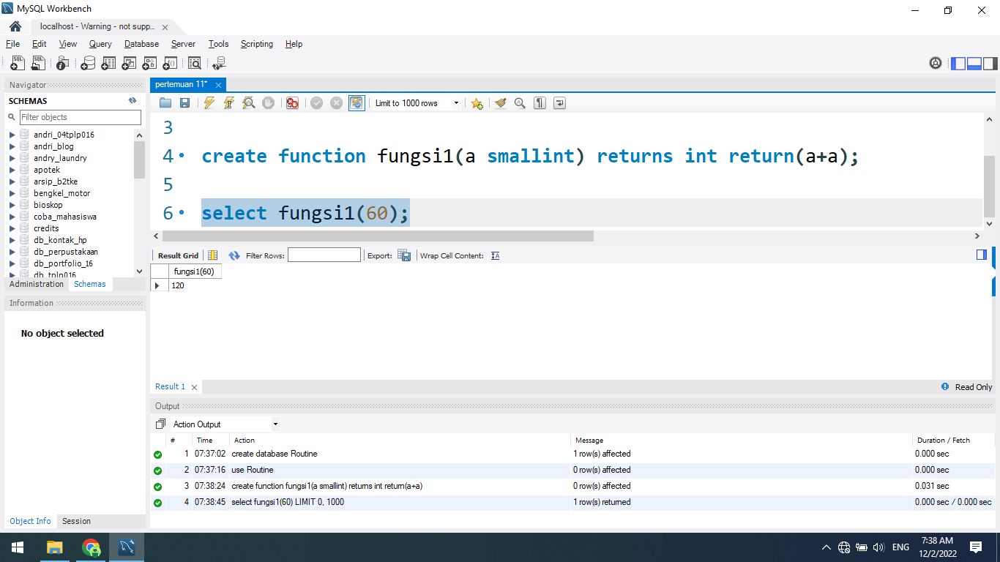 MySQL Workbench
localhost - Warning - not supp...
File Edit View Query Database Server Tools Scripting Help
Navigator
SCHEMAS
Filter objects
andri_04tplp016
andri_blog
andry_laundry
apotek
arsip_b2tke
bengkel_motor
bioskop
coba_mahasiswa
credits
db_kontak_hp
db_perpustakaan
db_portfolio_16
db_tplp016
Administration Schemas
Information
No object selected
Object Info Session
pertemuan 11*
Limit to 1000 rows
3
4 create function fungsi1(a smallint) returns int return(a+a);
5
6 select fungsi1(60);
Result Grid Filter Rows: Export: Wrap Cell Content:
fungsi1(60)
120
Result 1
Read Only
Output
Action Output
# Time Action Message Duration / Fetch
1 07:37:02 create database Routine 1 row(s) affected 0.000 sec
2 07:37:16 use Routine 0 row(s) affected 0.000 sec
3 07:38:24 create function fungsi1(a smallint) returns int return(a+a) 0 row(s) affected 0.031 sec
4 07:38:45 select fungsi1(60) LIMIT 0, 1000 1 row(s) returned 0.000 sec / 0.000 sec
ENG
7:38 AM
12/2/2022